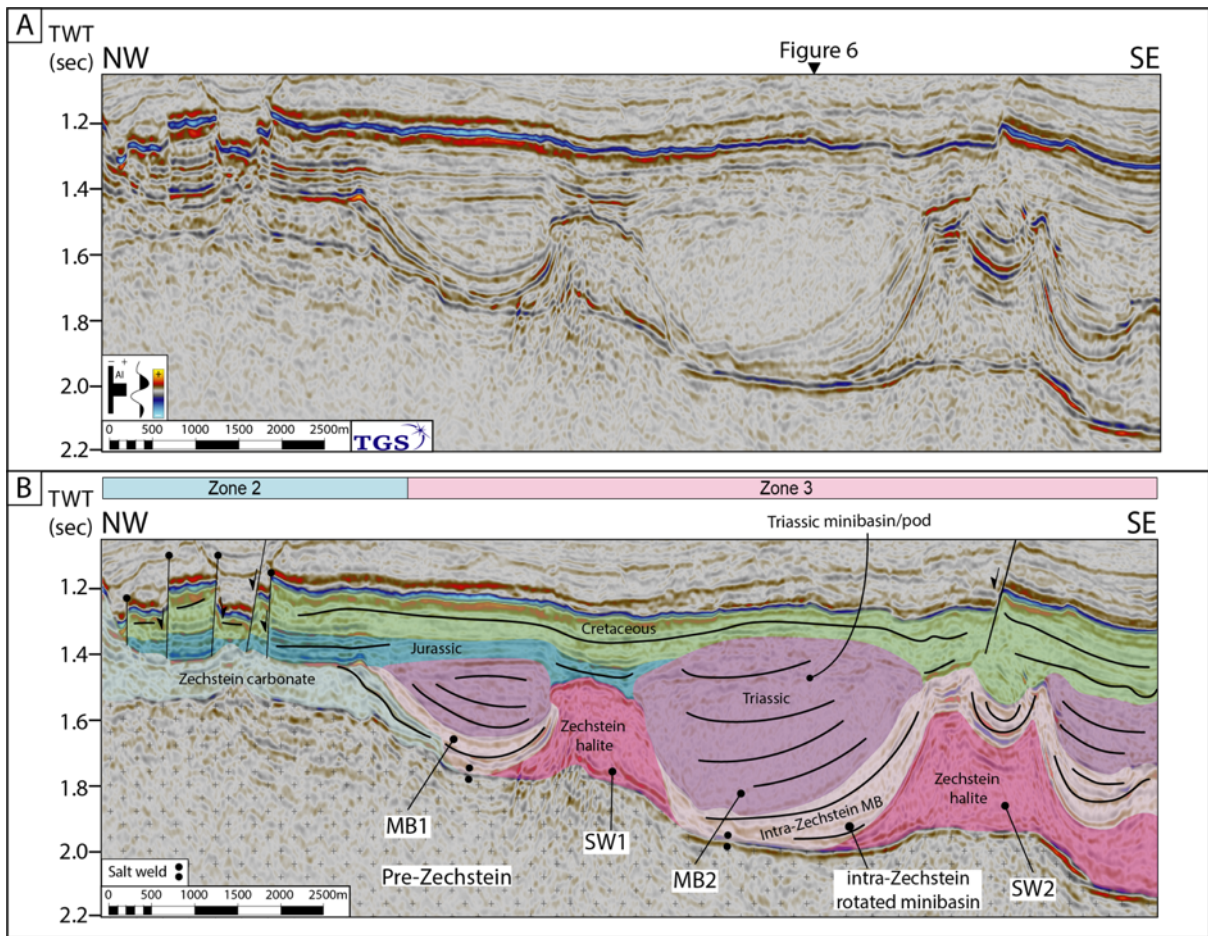 A
TWT
(sec)
NW
Figure 6
SE
1.2
1.4
1.6
1.8
2.0
2.2
− +
AI
+
−
0 500 1000 1500 2000 2500m
TGS
B
Zone 2
Zone 3
TWT
(sec)
NW
Triassic minibasin/pod
SE
1.2
1.4
1.6
1.8
2.0
2.2
Cretaceous
Jurassic
Zechstein carbonate
Triassic
Zechstein
halite
Zechstein
halite
Intra-Zechstein MB
MB1
SW1
MB2
intra-Zechstein
rotated minibasin
SW2
Pre-Zechstein
Salt weld
0 500 1000 1500 2000 2500m